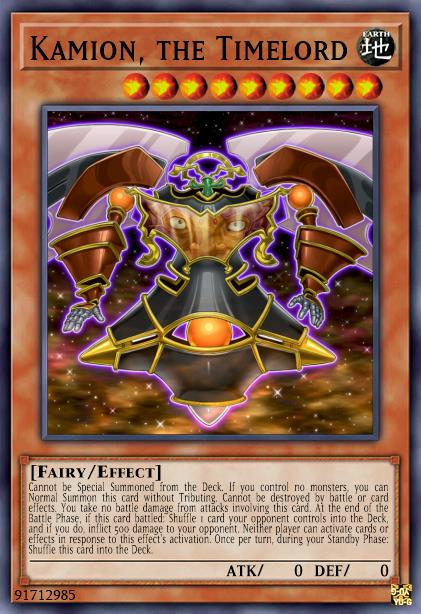 KAMION, THE TIMELORD
EARTH
地
[FAIRY/EFFECT]
Cannot be Special Summoned from the Deck. If you control no monsters, you can
Normal Summon this card without Tributing. Cannot be destroyed by battle or card
effects. You take no battle damage from attacks involving this card. At the end of the
Battle Phase, if this card battled: Shuffle 1 card your opponent controls into the Deck,
and if you do, inflict 500 damage to your opponent. Neither player can activate cards or
effects in response to this effect's activation. Once per turn, during your Standby Phase:
Shuffle this card into the Deck.
ATK/ 0 DEF/ 0
91712985